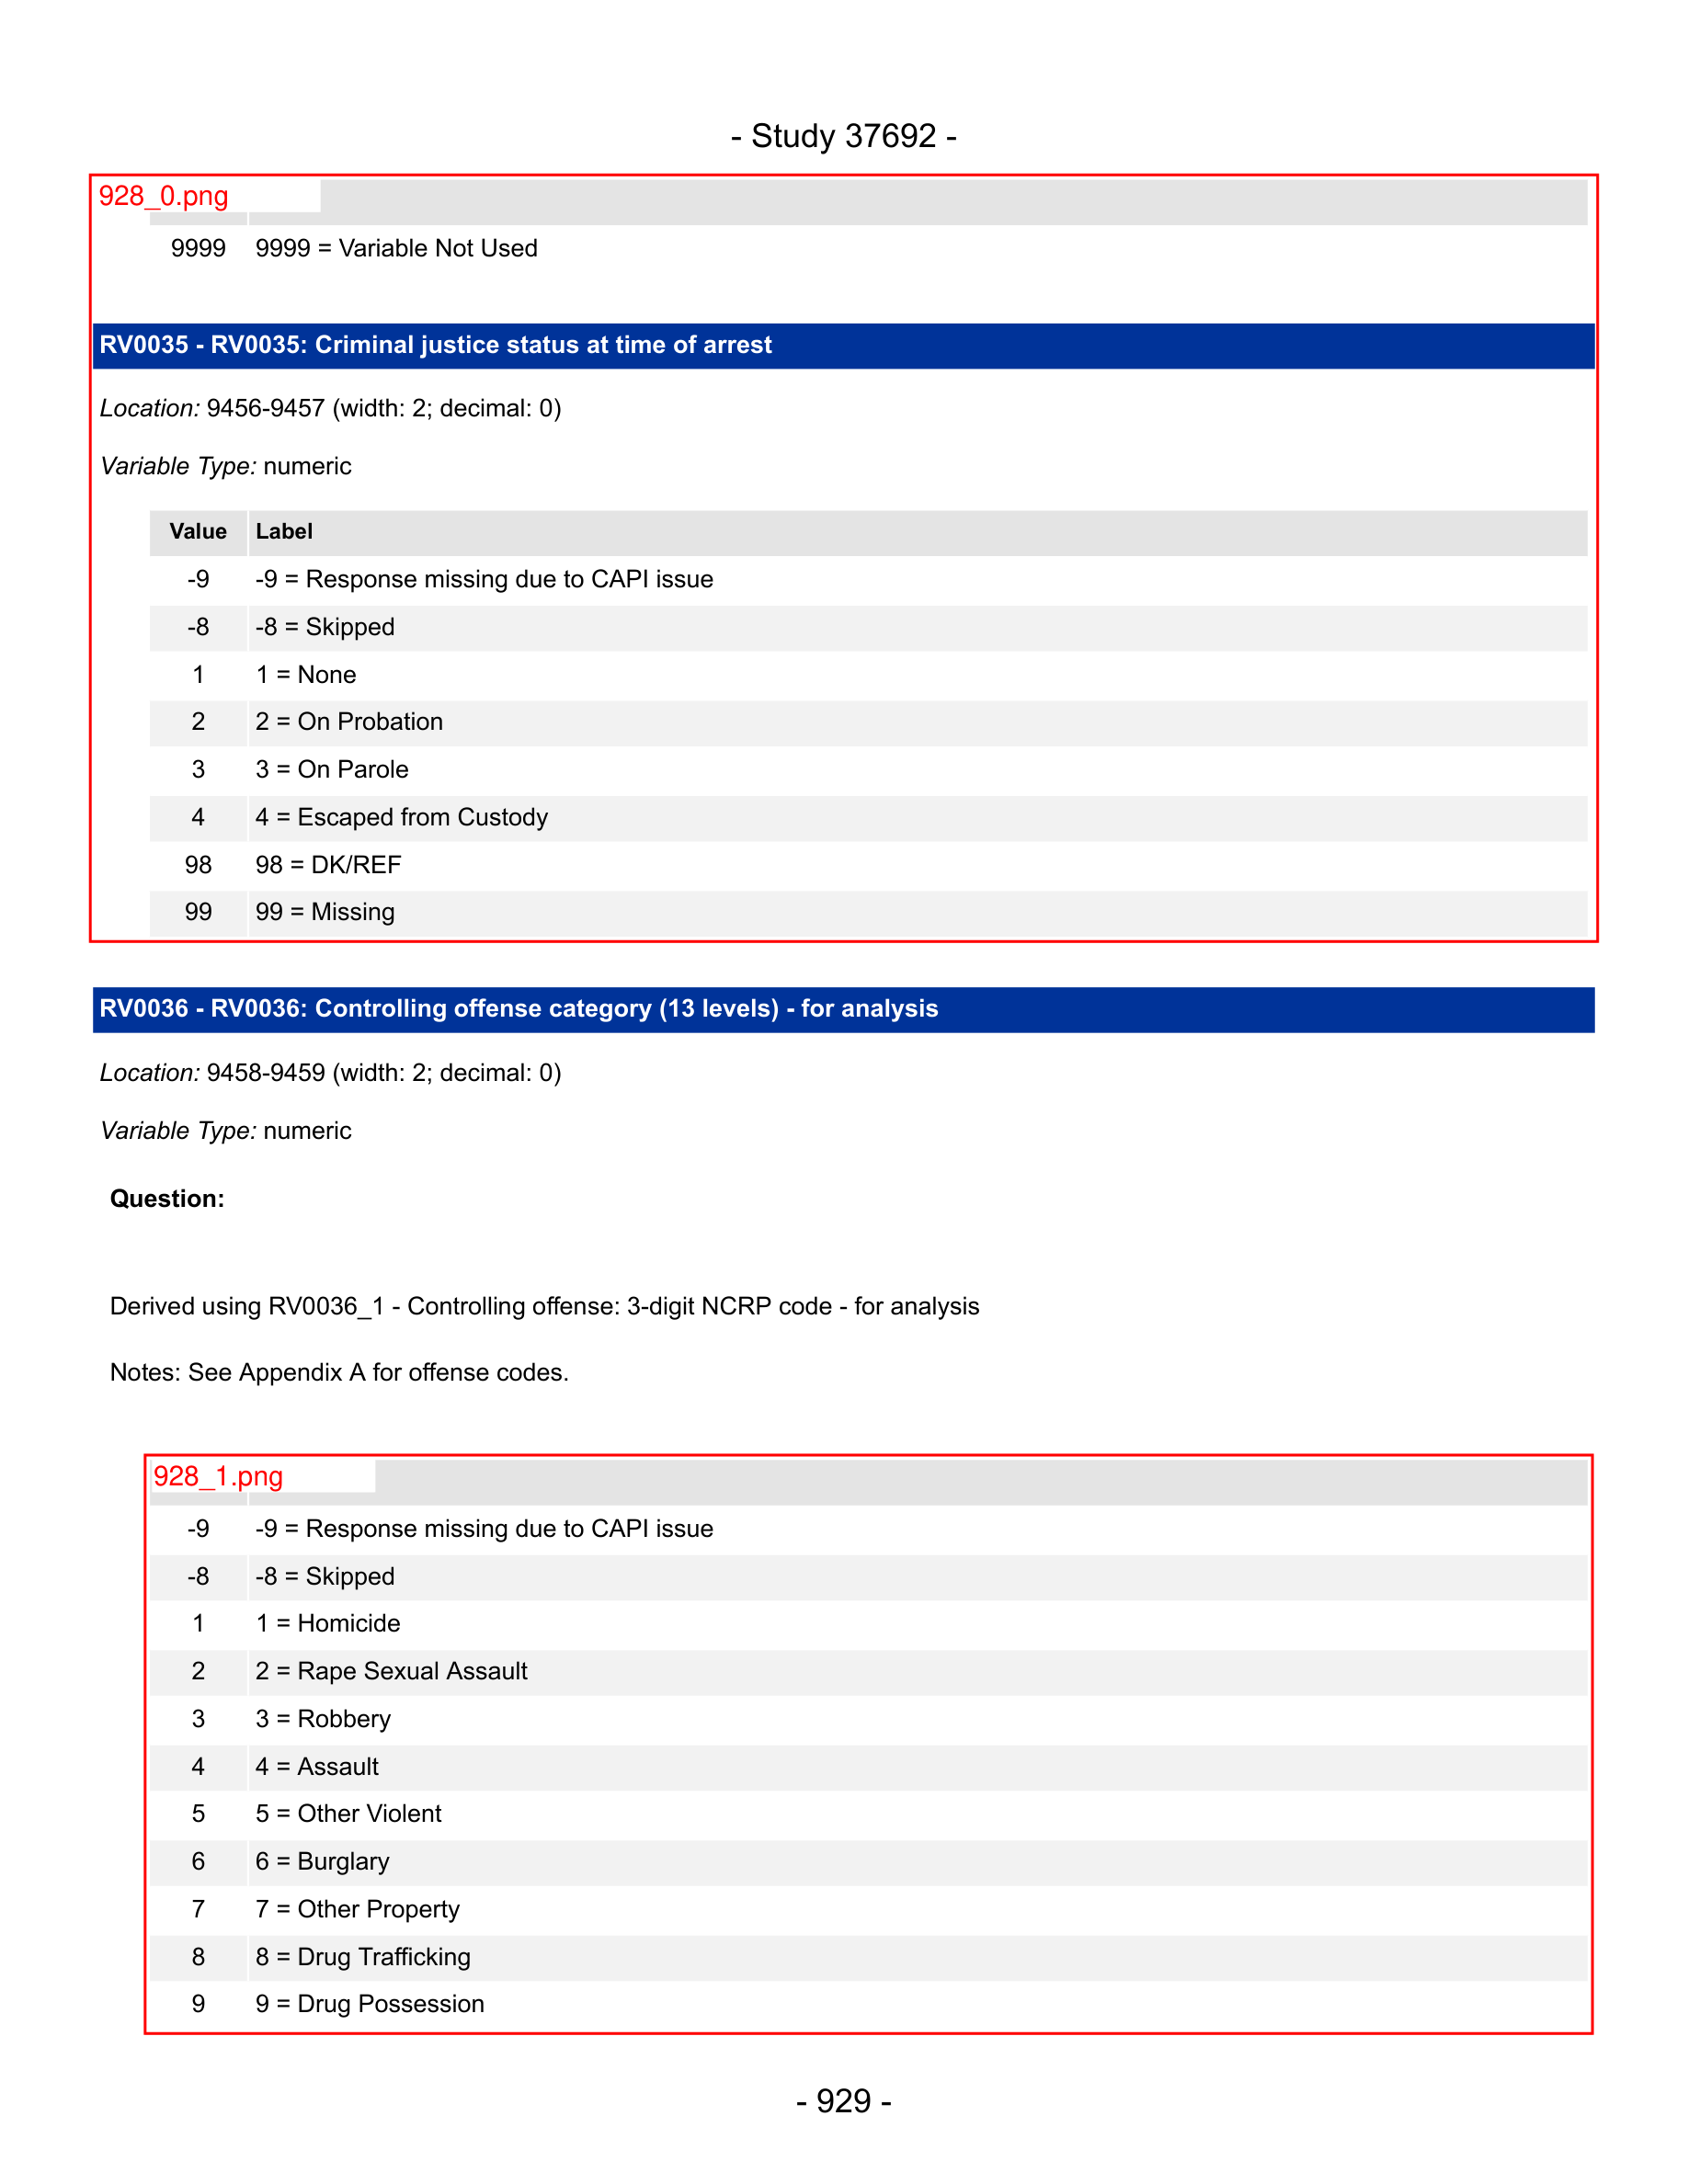 - Study 37692 -
928_0.png
9999 9999 = Variable Not Used
RV0035 - RV0035: Criminal justice status at time of arrest
Location: 9456-9457 (width: 2; decimal: 0)
Variable Type: numeric
Value Label
-9 -9 = Response missing due to CAPI issue
-8 -8 = Skipped
1 1 = None
2 2 = On Probation
3 3 = On Parole
4 4 = Escaped from Custody
98 98 = DK/REF
99 99 = Missing
RV0036 - RV0036: Controlling offense category (13 levels) - for analysis
Location: 9458-9459 (width: 2; decimal: 0)
Variable Type: numeric
Question:
Derived using RV0036_1 - Controlling offense: 3-digit NCRP code - for analysis
Notes: See Appendix A for offense codes.
928_1.png
-9 -9 = Response missing due to CAPI issue
-8 -8 = Skipped
1 1 = Homicide
2 2 = Rape Sexual Assault
3 3 = Robbery
4 4 = Assault
5 5 = Other Violent
6 6 = Burglary
7 7 = Other Property
8 8 = Drug Trafficking
9 9 = Drug Possession
- 929 -